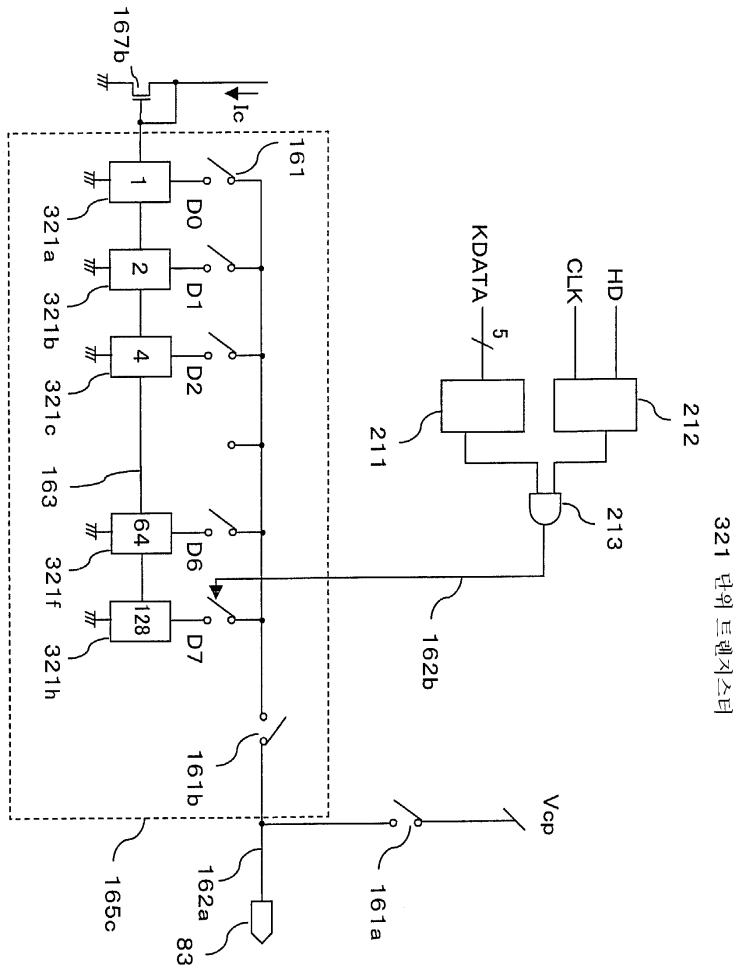 321 단위 트랜지스터
212
HD
213
CLK
Vcp
5
KDATA
162b
211
161a
161
Ic
162a
D0
D1
D2
D6
D7
161b
83
1
2
4
64
128
167b
165c
321a
321b
321c
163
321f
321h